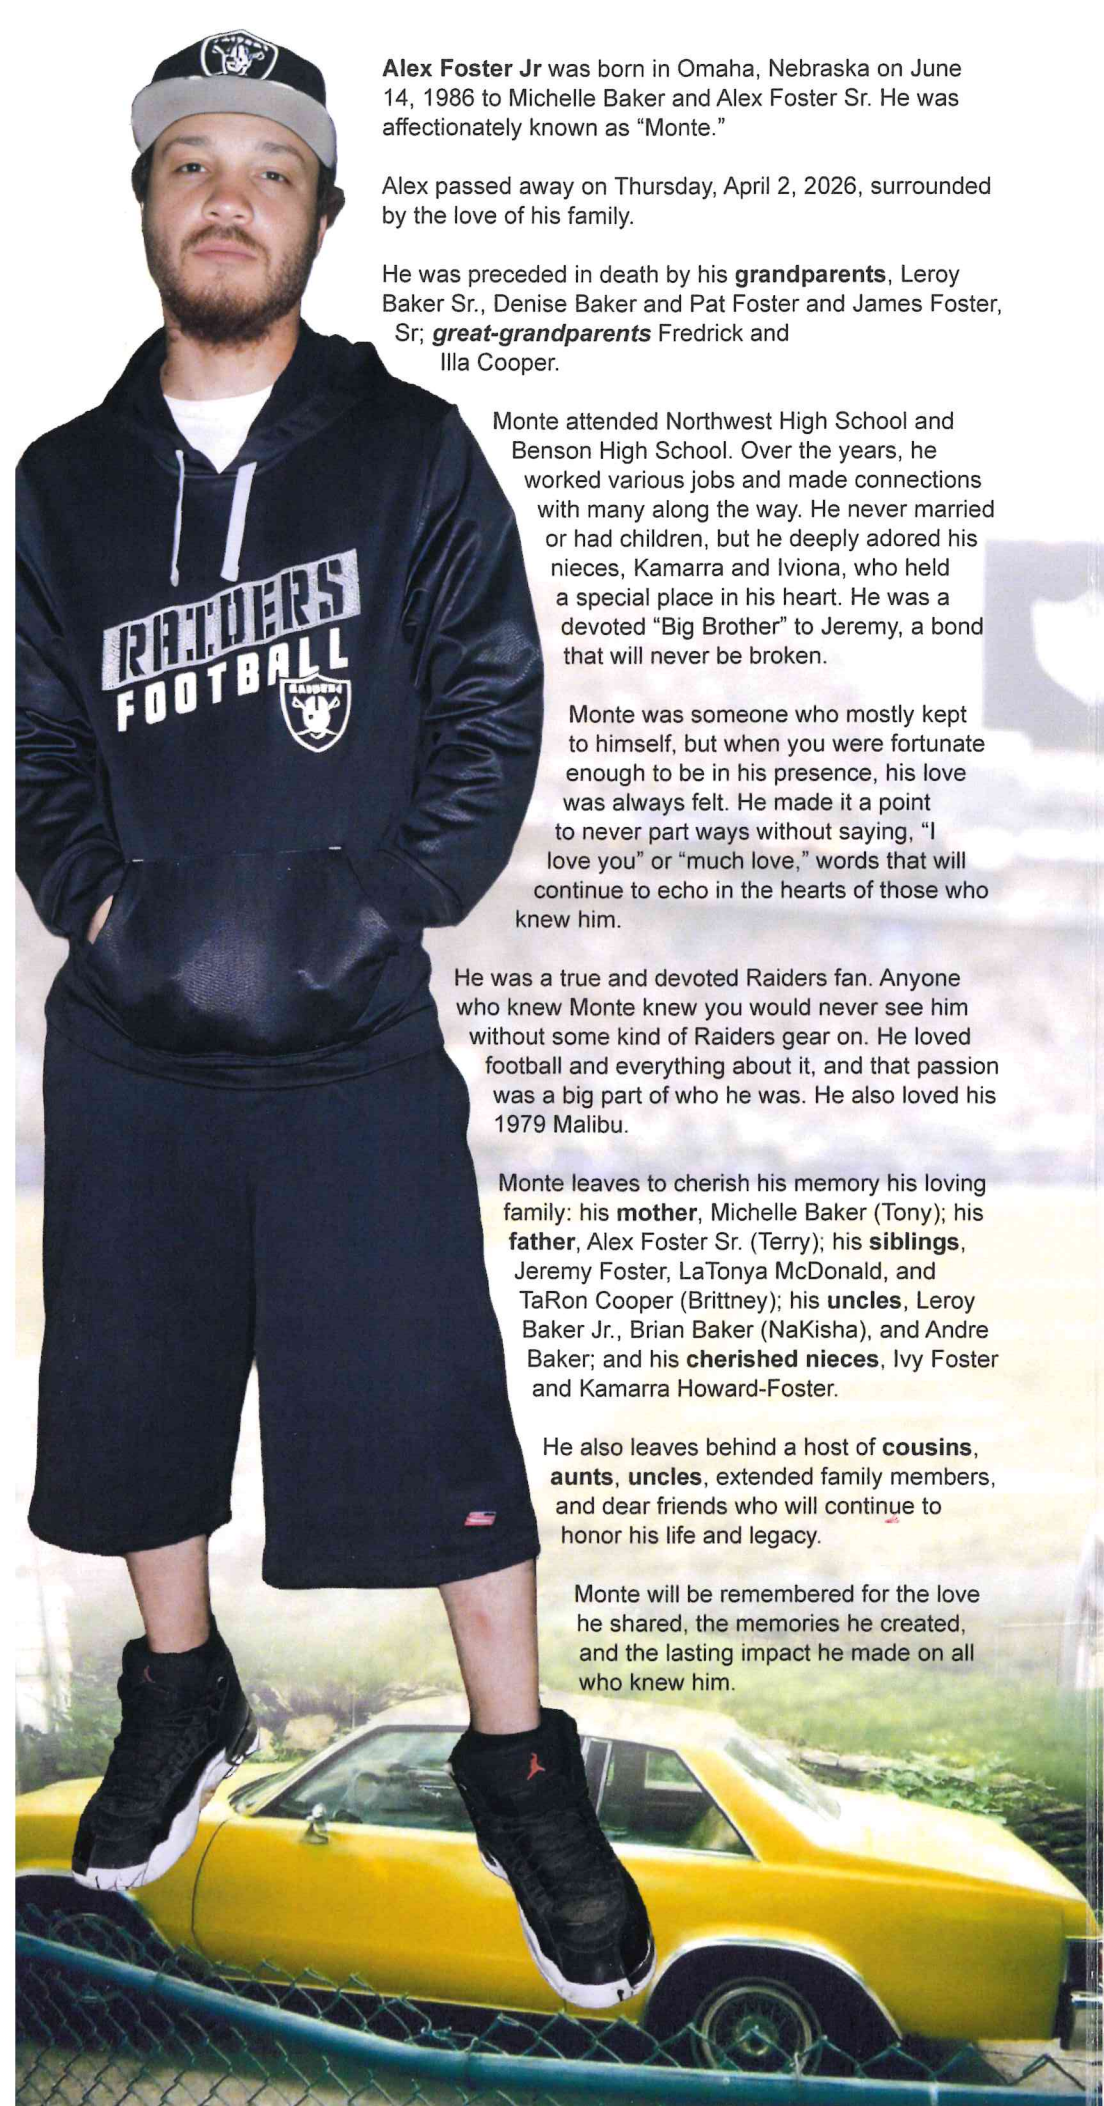 RAIDERS
Alex Foster Jr was born in Omaha, Nebraska on June
14, 1986 to Michelle Baker and Alex Foster Sr. He was
affectionately known as “Monte.”
Alex passed away on Thursday, April 2, 2026, surrounded
by the love of his family.
He was preceded in death by his grandparents, Leroy
Baker Sr., Denise Baker and Pat Foster and James Foster,
Sr; great-grandparents Fredrick and
Illa Cooper.
Monte attended Northwest High School and
Benson High School. Over the years, he
worked various jobs and made connections
with many along the way. He never married
or had children, but he deeply adored his
nieces, Kamarra and Iviona, who held
a special place in his heart. He was a
devoted “Big Brother” to Jeremy, a bond
that will never be broken.
RAIDERS
FOOTBALL
RAIDERS
Monte was someone who mostly kept
to himself, but when you were fortunate
enough to be in his presence, his love
was always felt. He made it a point
to never part ways without saying, “I
love you” or “much love,” words that will
continue to echo in the hearts of those who
knew him.
He was a true and devoted Raiders fan. Anyone
who knew Monte knew you would never see him
without some kind of Raiders gear on. He loved
football and everything about it, and that passion
was a big part of who he was. He also loved his
1979 Malibu.
Monte leaves to cherish his memory his loving
family: his mother, Michelle Baker (Tony); his
father, Alex Foster Sr. (Terry); his siblings,
Jeremy Foster, LaTonya McDonald, and
TaRon Cooper (Brittney); his uncles, Leroy
Baker Jr., Brian Baker (NaKisha), and Andre
Baker; and his cherished nieces, Ivy Foster
and Kamarra Howard-Foster.
He also leaves behind a host of cousins,
aunts, uncles, extended family members,
and dear friends who will continue to
honor his life and legacy.
Monte will be remembered for the love
he shared, the memories he created,
and the lasting impact he made on all
who knew him.